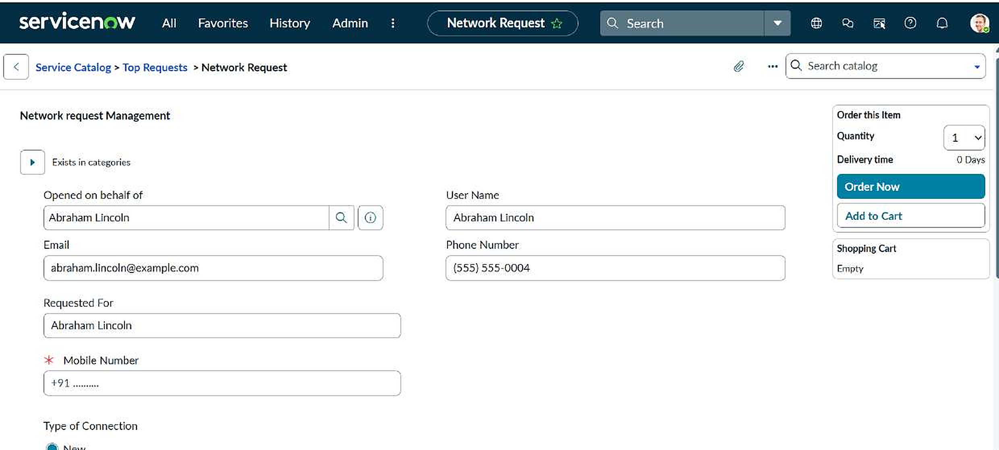 servicenow All Favorites History Admin Network Request Search
Service Catalog > Top Requests > Network Request Search catalog
Network request Management
Exists in categories
Opened on behalf of
Abraham Lincoln
User Name
Abraham Lincoln
Email
abraham.lincoln@example.com
Phone Number
(555) 555-0004
Requested For
Abraham Lincoln
* Mobile Number
+91 ..........
Type of Connection
New
Order this Item
Quantity 1
Delivery time 0 Days
Order Now
Add to Cart
Shopping Cart
Empty